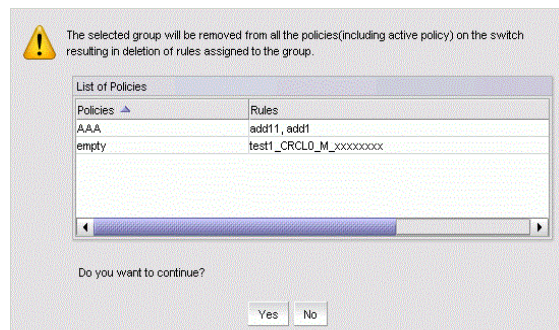 The selected group will be removed from all the policies(including active policy) on the switch
resulting in deletion of rules assigned to the group.
List of Policies
Policies Rules
AAA add11, add1
empty test1_CRCL0_M_xxxxxxxx
Do you want to continue?
Yes No